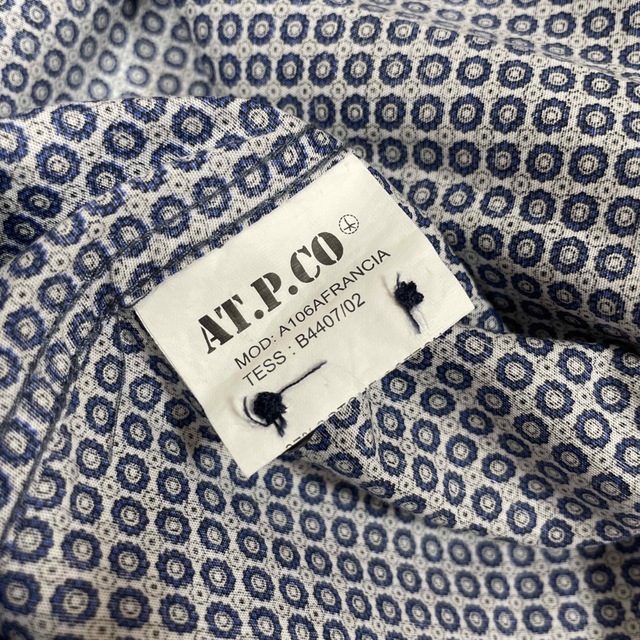 AT.P.CO
MOD: A106AFRANCIA
TESS : B4407/02